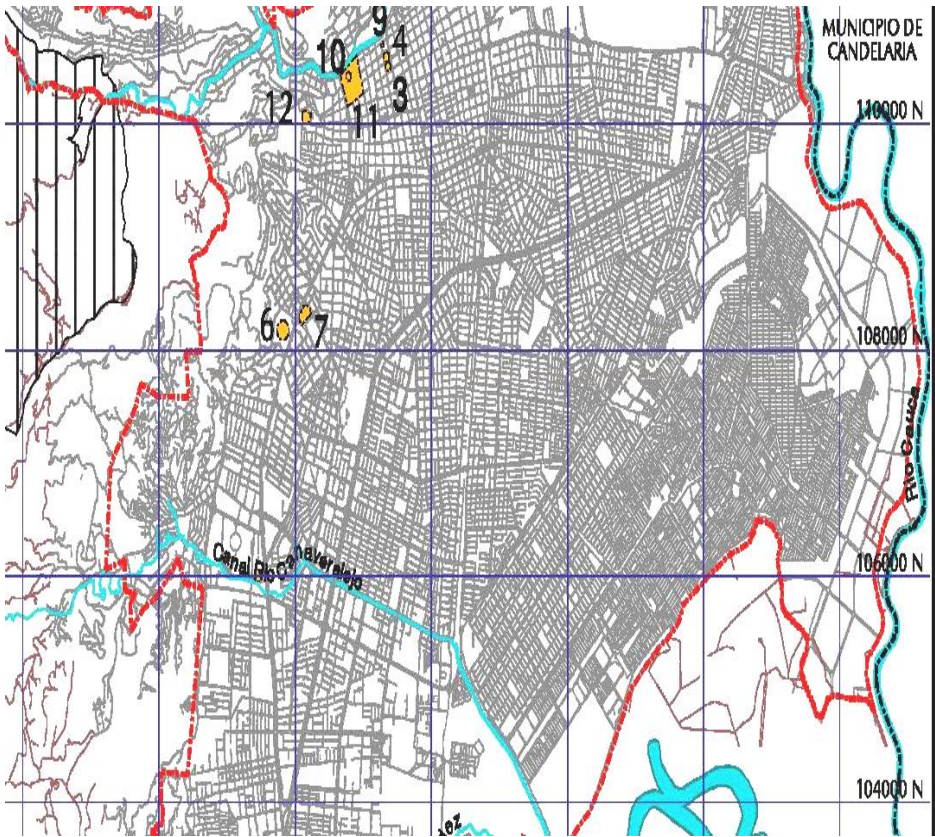 MUNICIPIO DE
CANDELARIA
9
4
10
3
12
11
110000 N
6
7
108000 N
Rio Cauca
Canal Rio Cañaveralejo
106000 N
104000 N